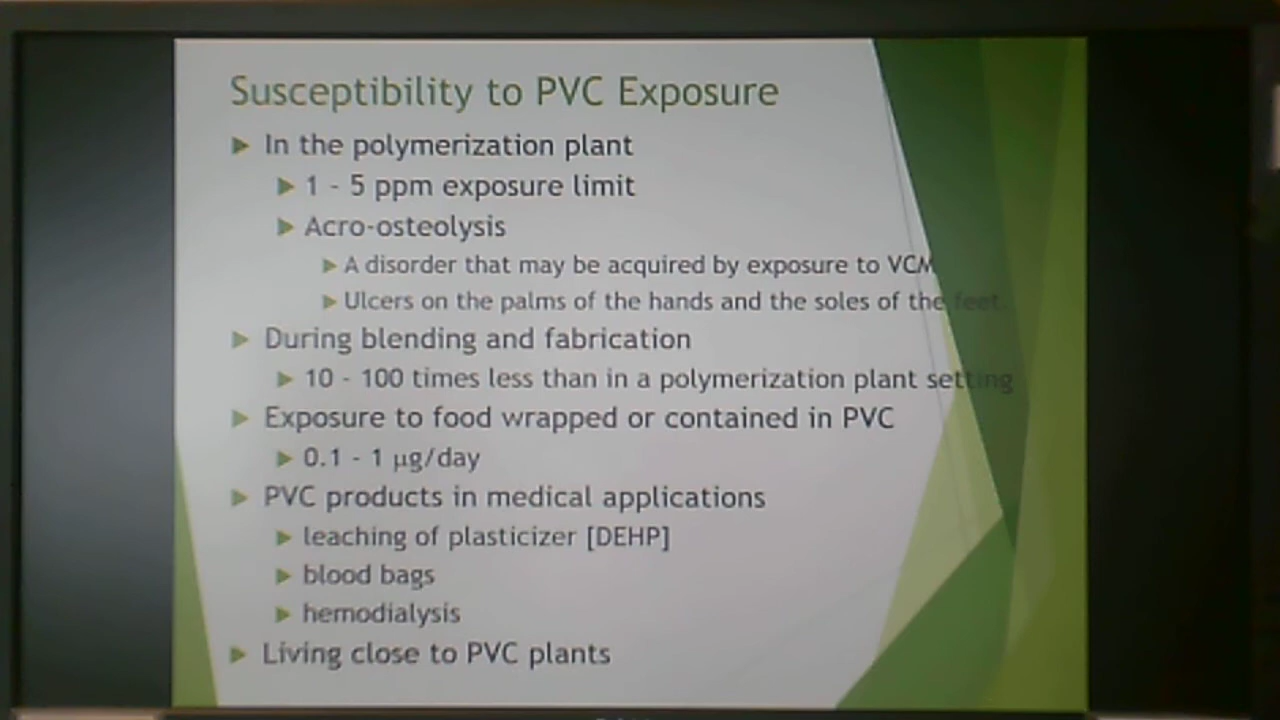 Susceptibility to PVC Exposure
In the polymerization plant
1 - 5 ppm exposure limit
Acro-osteolysis
A disorder that may be acquired by exposure to VCM
Ulcers on the palms of the hands and the soles of the feet
During blending and fabrication
10 - 100 times less than in a polymerization plant setting
Exposure to food wrapped or contained in PVC
0.1 - 1 µg/day
PVC products in medical applications
leaching of plasticizer [DEHP]
blood bags
hemodialysis
Living close to PVC plants